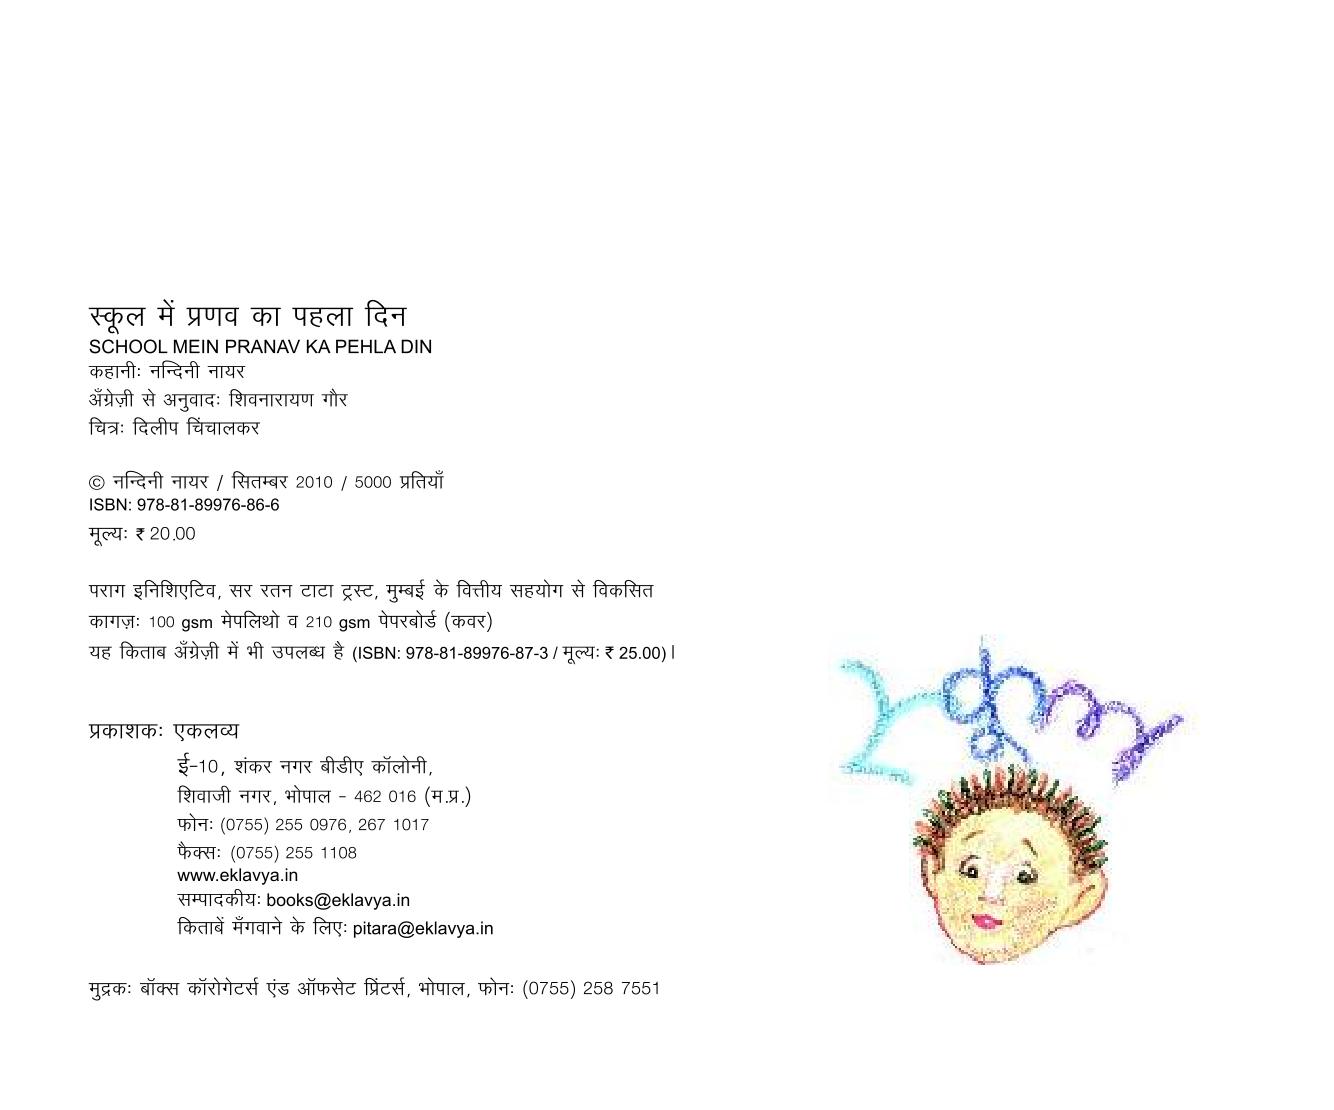 स्कूल में प्रणव का पहला दिन
SCHOOL MEIN PRANAV KA PEHLA DIN
कहानीः नन्दिनी नायर
अँग्रेज़ी से अनुवादः शिवनारायण गौर
चित्रः दिलीप चिंचालकर
© नन्दिनी नायर / सितम्बर 2010 / 5000 प्रतियाँ
ISBN: 978-81-89976-86-6
मूल्यः ₹ 20.00
पराग इनिशिएटिव, सर रतन टाटा ट्रस्ट, मुम्बई के वित्तीय सहयोग से विकसित
कागज़ः 100 gsm मेपलिथो व 210 gsm पेपरबोर्ड (कवर)
यह किताब अँग्रेज़ी में भी उपलब्ध है (ISBN: 978-81-89976-87-3 / मूल्यः ₹ 25.00)।
प्रकाशकः एकलव्य
ई-10, शंकर नगर बीडीए कॉलोनी,
शिवाजी नगर, भोपाल - 462 016 (म.प्र.)
फोनः (0755) 255 0976, 267 1017
फैक्सः (0755) 255 1108
www.eklavya.in
सम्पादकीयः books@eklavya.in
किताबें मँगवाने के लिएः pitara@eklavya.in
मुद्रकः बॉक्स कॉरोगेटर्स एंड ऑफसेट प्रिंटर्स, भोपाल, फोनः (0755) 258 7551